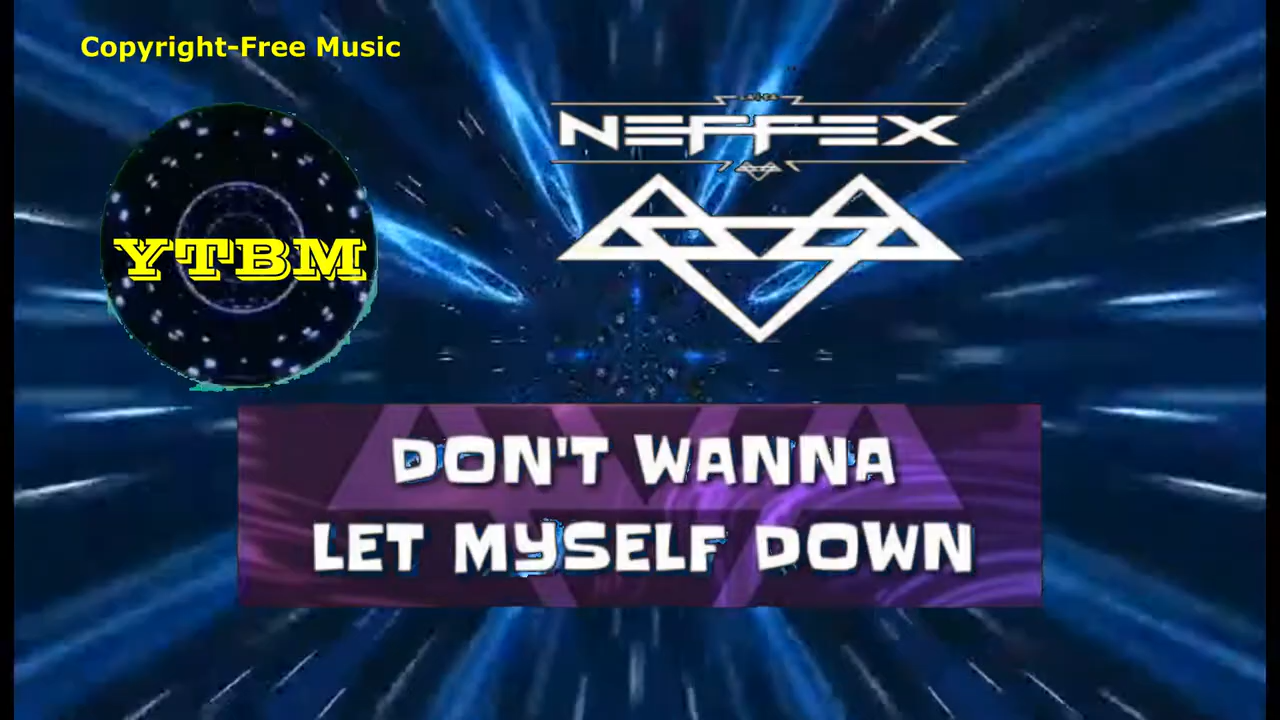 Copyright-Free Music
NEFFEX
YTBM
DON'T WANNA
LET MYSELF DOWN